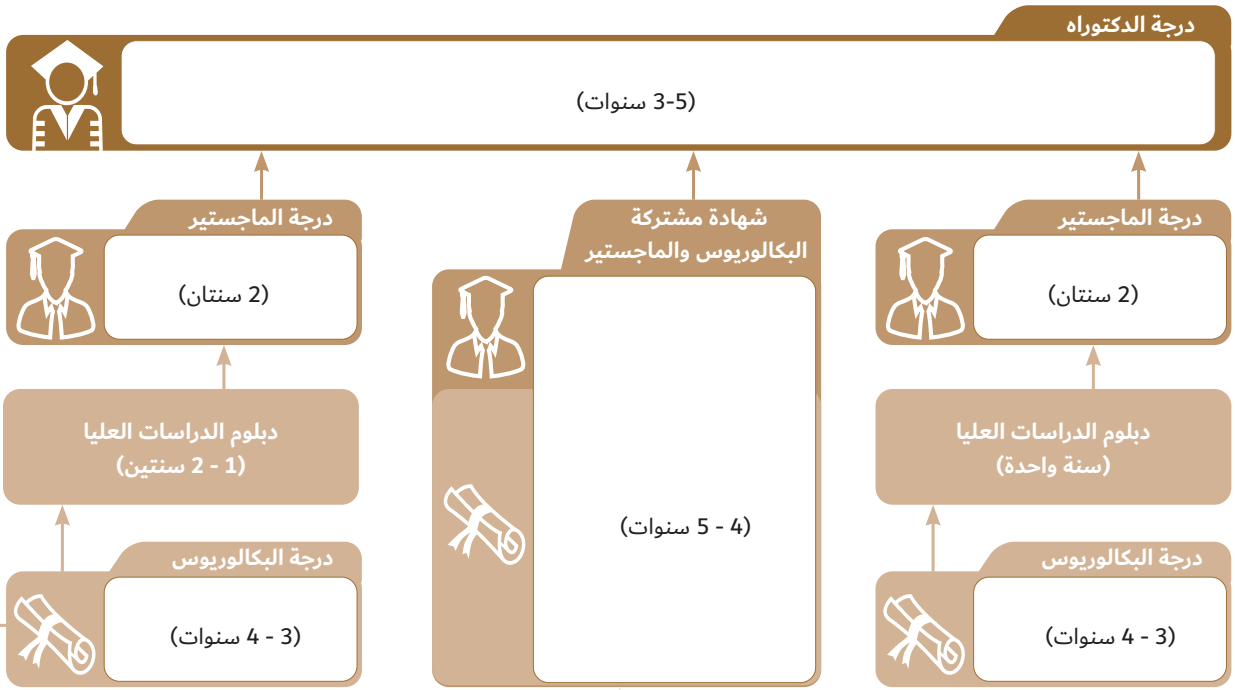 درجة الدكتوراه
(3-5 سنوات)
درجة الماجستير
(2 سنتان)
شهادة مشتركة
البكالوريوس والماجستير
درجة الماجستير
(2 سنتان)
دبلوم الدراسات العليا
(سنة واحدة)
دبلوم الدراسات العليا
(1 - 2 سنتين)
(4 - 5 سنوات)
درجة البكالوريوس
(3 - 4 سنوات)
درجة البكالوريوس
(3 - 4 سنوات)